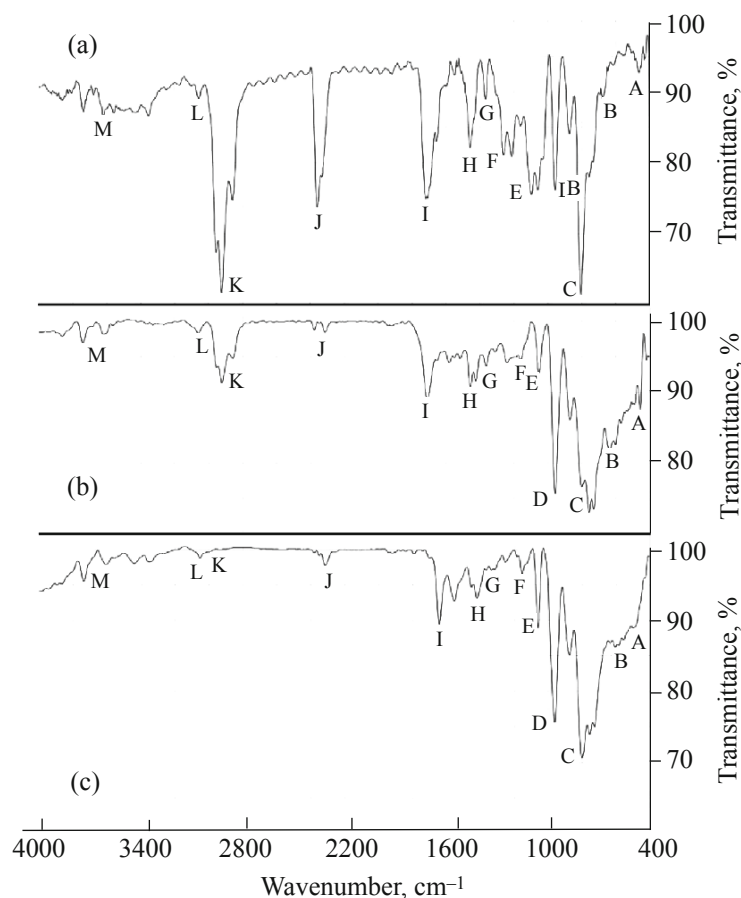 (a)
100
90
80
70
Transmittance, %
A
B
G
L
M
F
H
E
I
B
I
J
K
C
(b)
100
90
80
Transmittance, %
M
L
K
J
I
H
G
F
E
D
C
B
A
(c)
100
90
80
70
Transmittance, %
M
L
K
J
I
H
G
F
E
D
C
B
A
4000 3400 2800 2200 1600 1000 400
Wavenumber, cm⁻¹